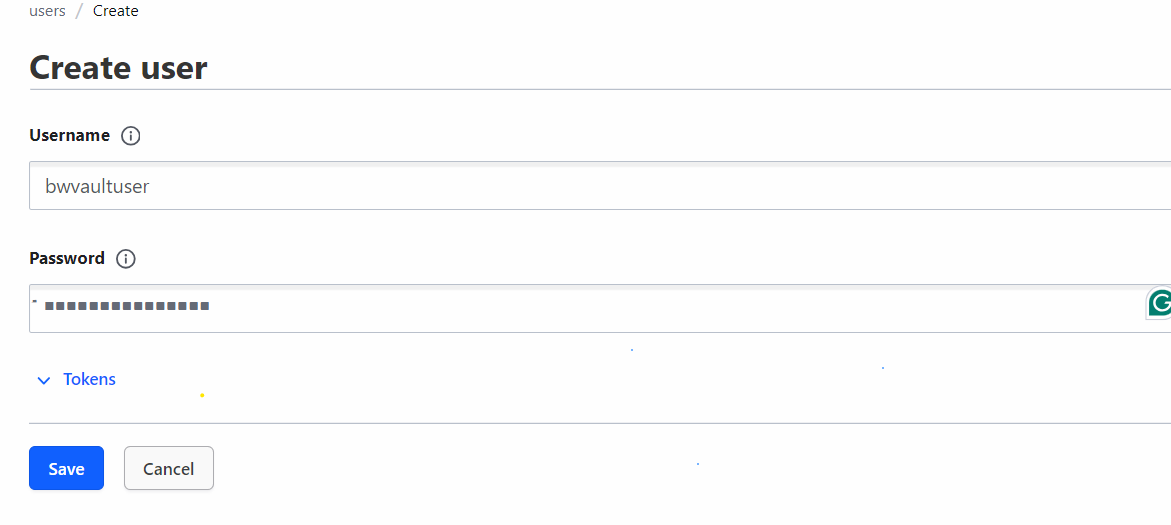 users / Create
Create user
Username
bwvaultuser
Password
Tokens
Save
Cancel